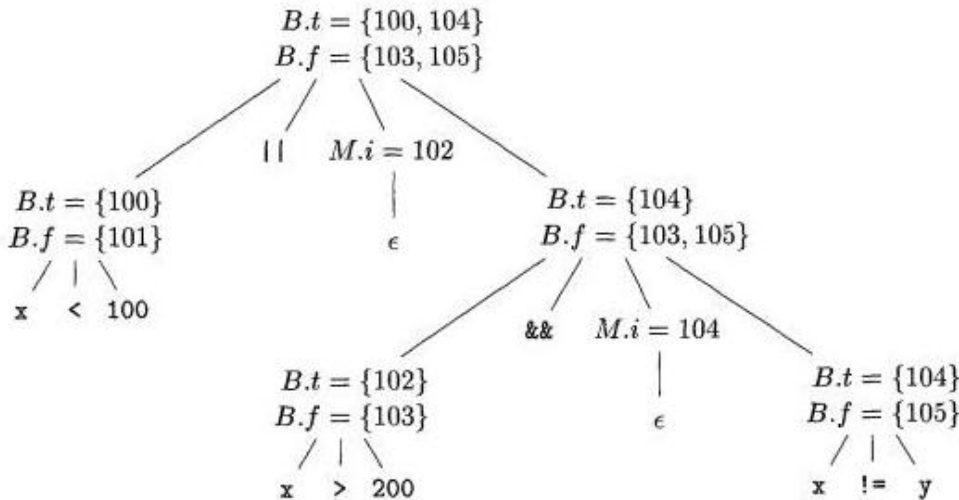 B.t = {100, 104}
B.f = {103, 105}
|| M.i = 102
B.t = {100}
B.f = {101}
ϵ
B.t = {104}
B.f = {103, 105}
x < 100
&& M.i = 104
B.t = {102}
B.f = {103}
ϵ
B.t = {104}
B.f = {105}
x > 200
x != y